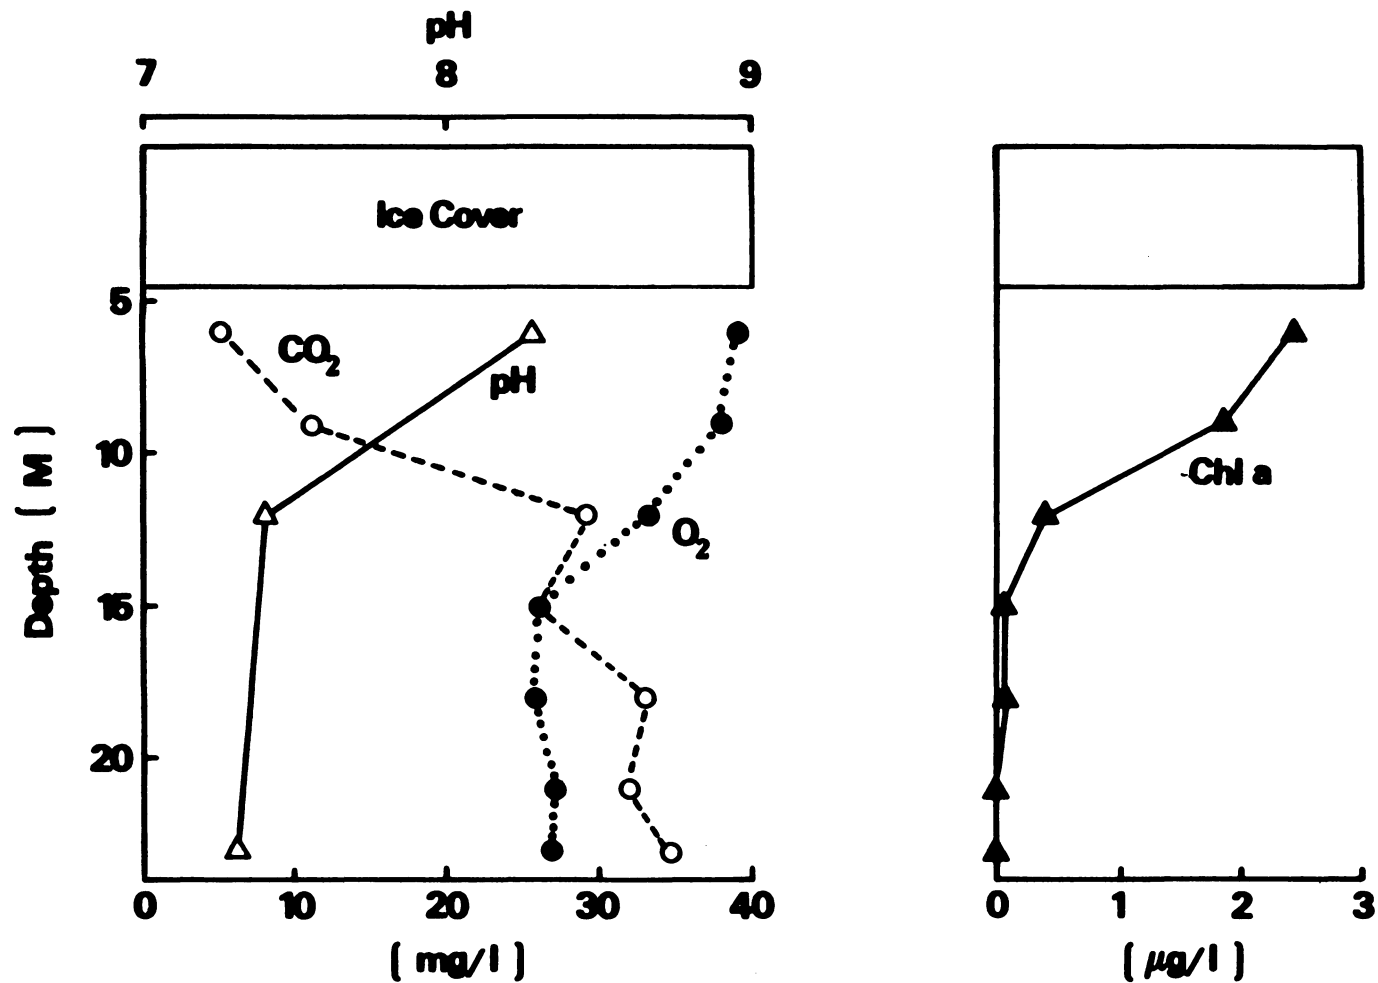 pH
7 8 9
Ice Cover
5
CO2
pH
10
Chl a
O2
Depth [ M ]
15
20
0 10 20 30 40
0 1 2 3
[ mg/l ]
[ µg/l ]